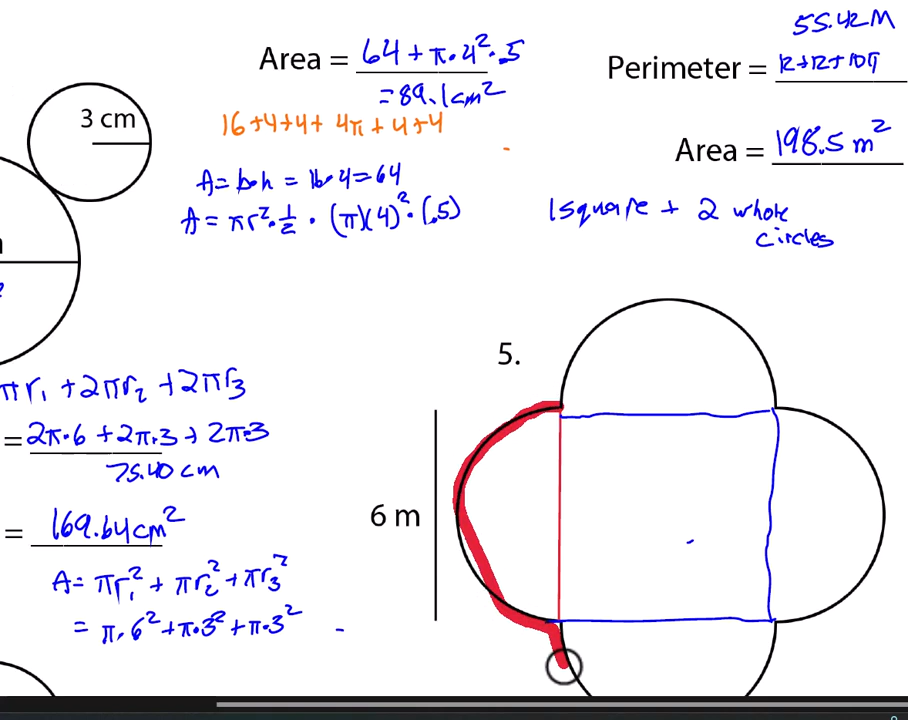 55.42 M
Area = 64 + π·4²·.5
Perimeter = 12+12+10π
= 89.1 cm²
3 cm
16+4+4+ 4π + 4+4
Area = 198.5 m²
A = b·h = 16·4 = 64
A = πr²·1/2 · (π)(4)²·(.5)
1 square + 2 whole
circles
5.
πr₁ + 2πr₂ + 2πr₃
= 2π·6 + 2π·3 + 2π·3
75.40 cm
6 m
= 169.64 cm²
A = πr₁² + πr₂² + πr₃²
= π·6² + π·3² + π·3²